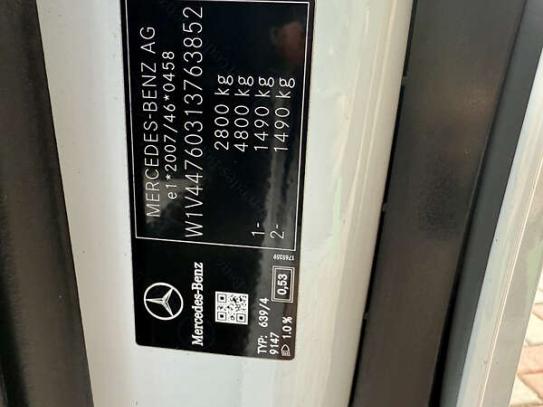 MERCEDES-BENZ AG
e1*2007/46*0458
W1V44760313763852
2800 kg
4800 kg
1- 1490 kg
2- 1490 kg
Mercedes-Benz
TYP: 639/4
9147
1.0%
0,53